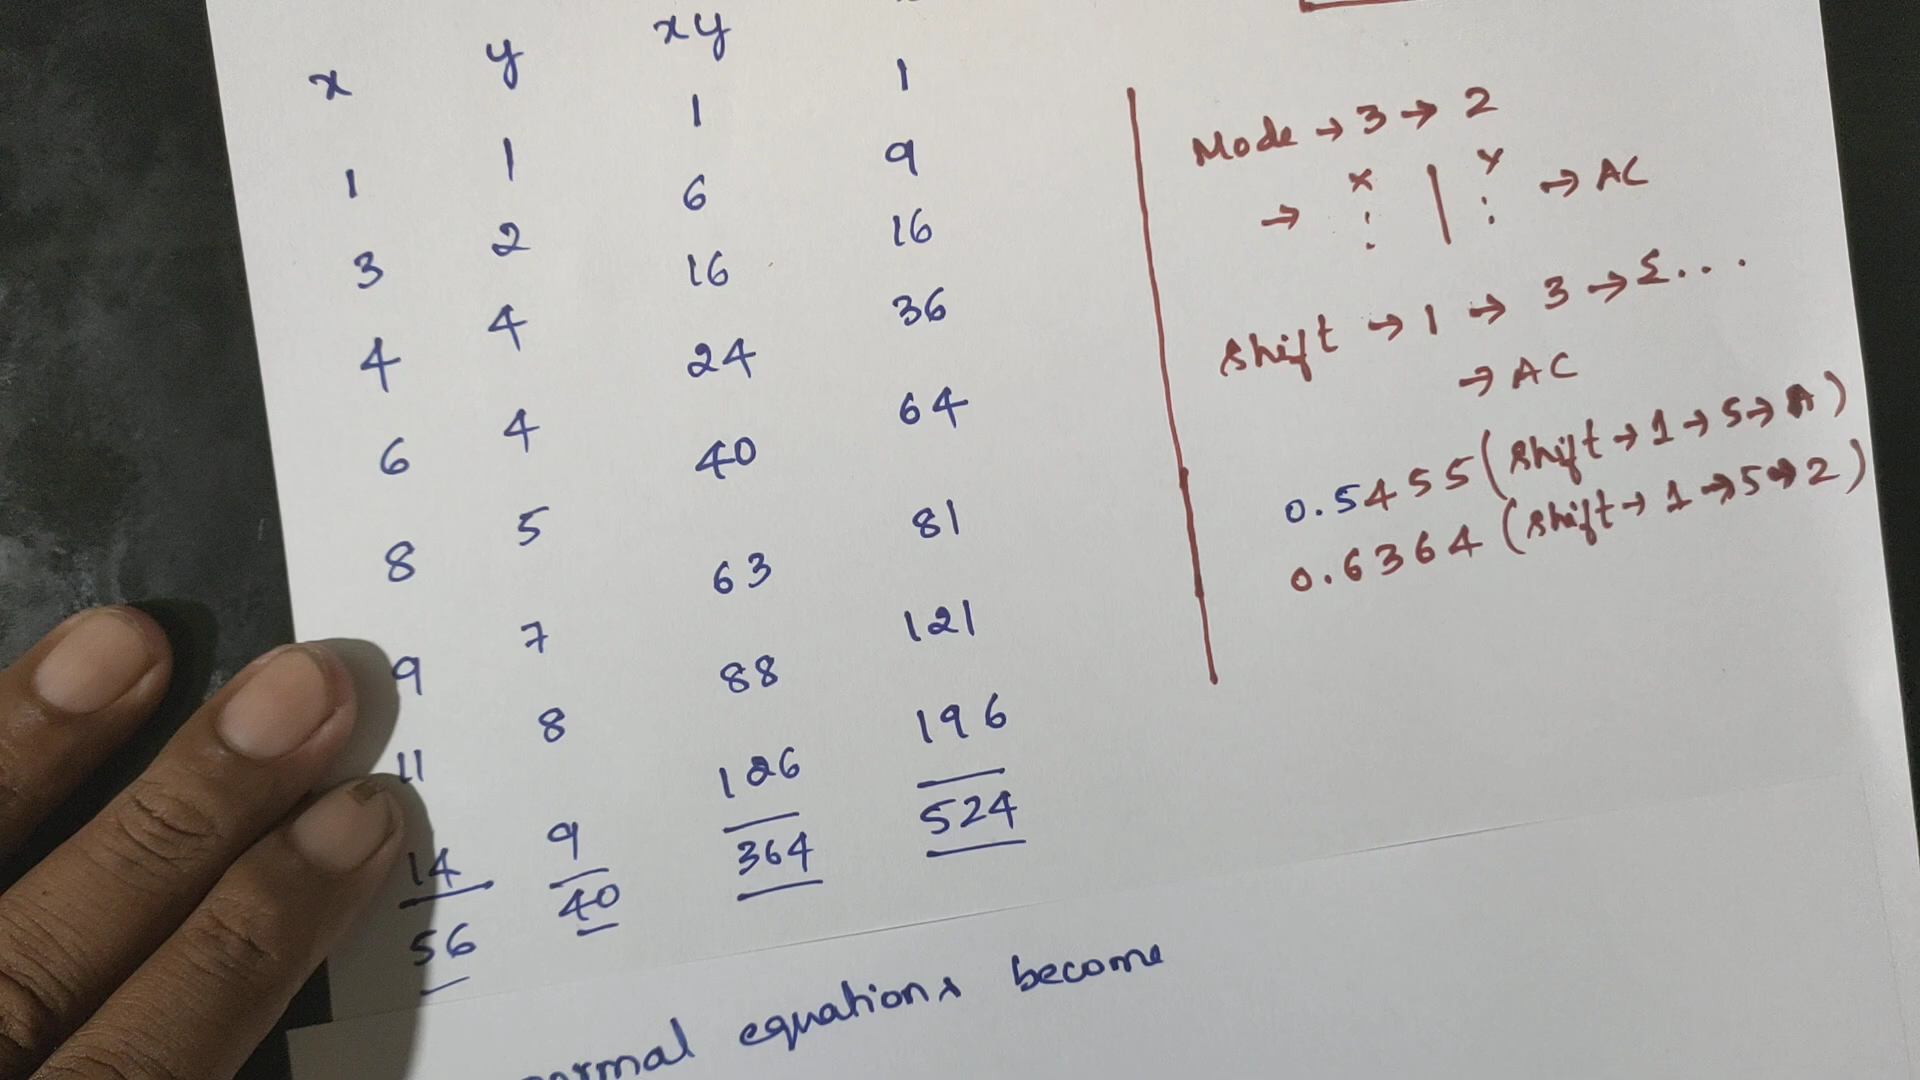 x y xy
1 1 1 1
3 2 6 9
4 4 16 16
6 4 24 36
8 5 40 64
9 7 63 81
11 8 88 121
14 9 126 196
56 40 364 524
equations become
Mode → 3 → 2
→ x | y → AC
: | :
Shift → 1 → 3 → Σ...
→ AC
0.5455 (Shift → 1 → 5 → A)
0.6364 (Shift → 1 → 5 → 2)